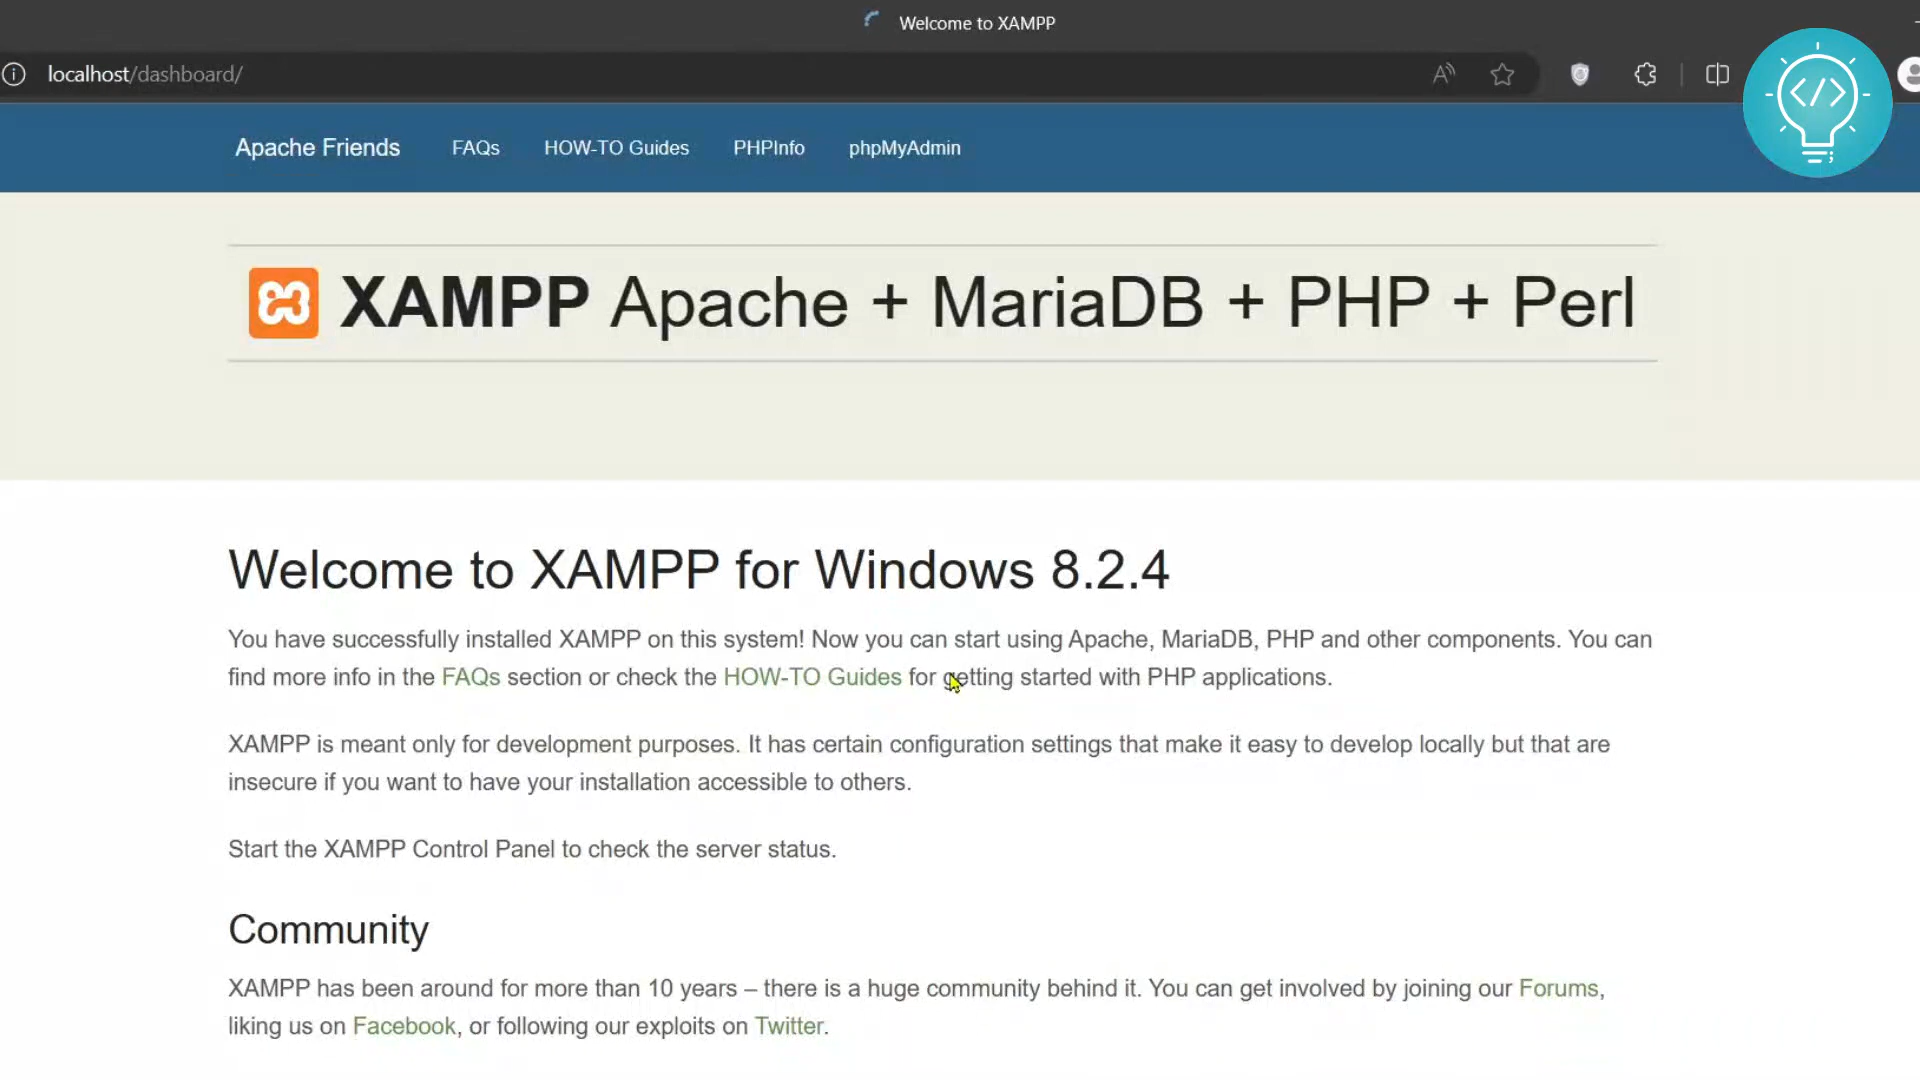 Welcome to XAMPP
localhost/dashboard/
Apache Friends FAQs HOW-TO Guides PHPInfo phpMyAdmin
XAMPP Apache + MariaDB + PHP + Perl
Welcome to XAMPP for Windows 8.2.4
You have successfully installed XAMPP on this system! Now you can start using Apache, MariaDB, PHP and other components. You can
find more info in the FAQs section or check the HOW-TO Guides for getting started with PHP applications.
XAMPP is meant only for development purposes. It has certain configuration settings that make it easy to develop locally but that are
insecure if you want to have your installation accessible to others.
Start the XAMPP Control Panel to check the server status.
Community
XAMPP has been around for more than 10 years – there is a huge community behind it. You can get involved by joining our Forums,
liking us on Facebook, or following our exploits on Twitter.